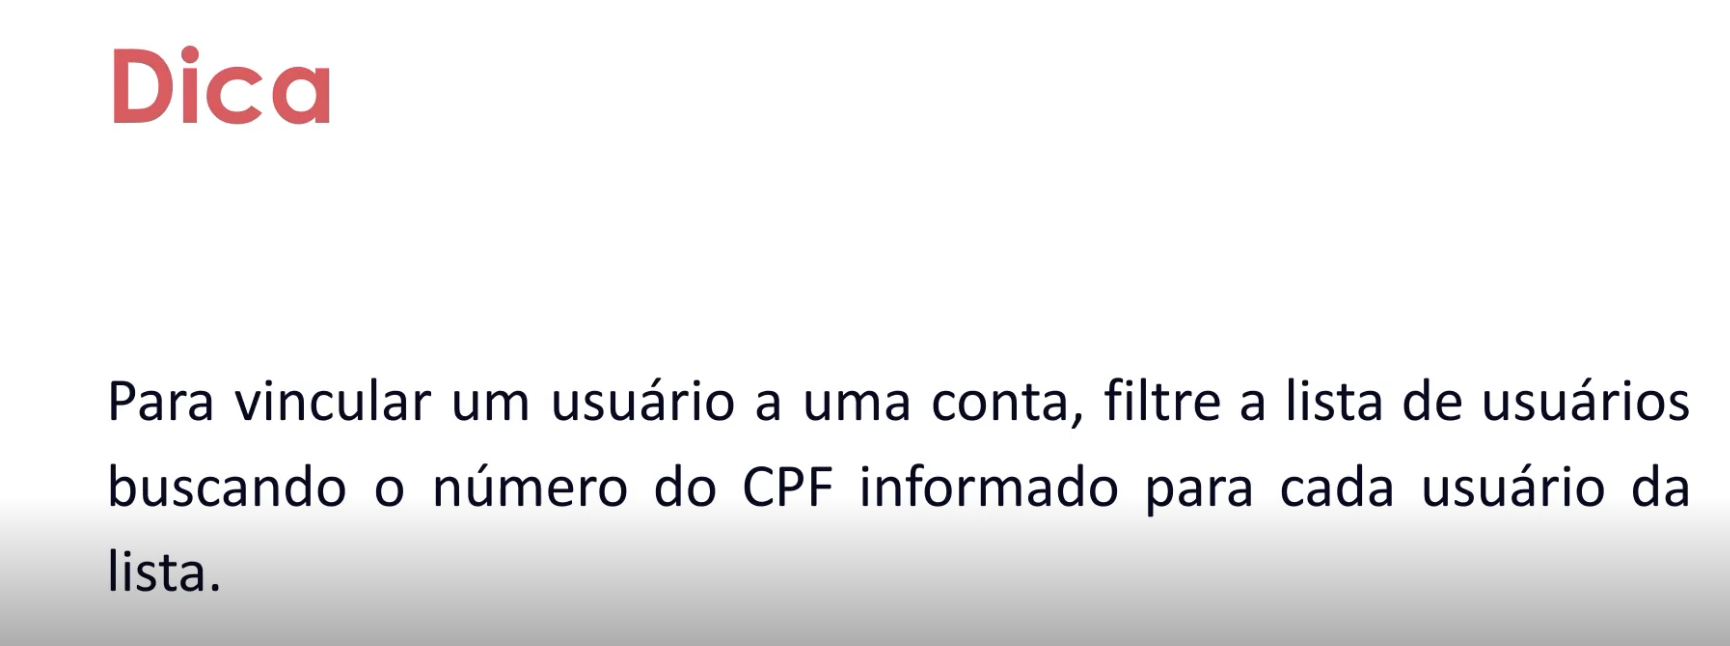 Dica
Para vincular um usuário a uma conta, filtre a lista de usuários
buscando o número do CPF informado para cada usuário da
lista.